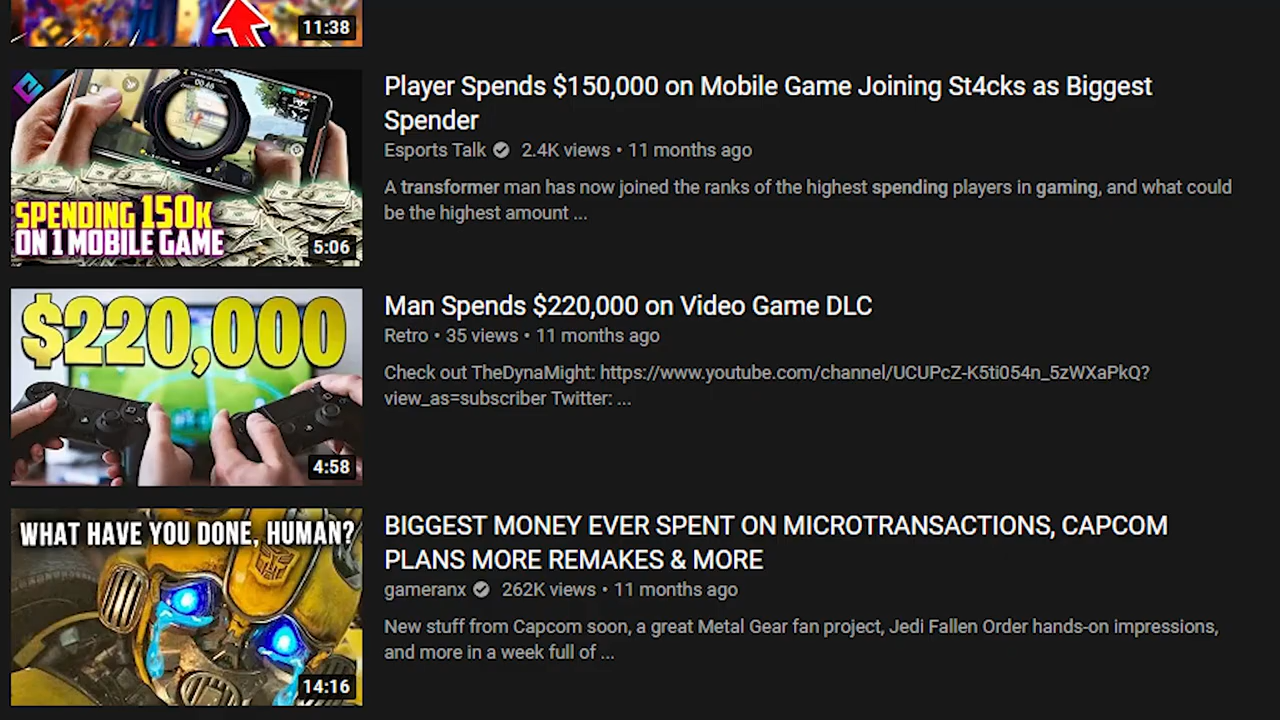 11:38
Player Spends $150,000 on Mobile Game Joining St4cks as Biggest
Spender
Esports Talk 2.4K views • 11 months ago
A transformer man has now joined the ranks of the highest spending players in gaming, and what could
be the highest amount ...
SPENDING 150K
ON 1 MOBILE GAME
5:06
$220,000
4:58
Man Spends $220,000 on Video Game DLC
Retro • 35 views • 11 months ago
Check out TheDynaMight: https://www.youtube.com/channel/UCUPcZ-K5ti054n_5zWXaPkQ?
view_as=subscriber Twitter: ...
WHAT HAVE YOU DONE, HUMAN?
14:16
BIGGEST MONEY EVER SPENT ON MICROTRANSACTIONS, CAPCOM
PLANS MORE REMAKES & MORE
gameranx 262K views • 11 months ago
New stuff from Capcom soon, a great Metal Gear fan project, Jedi Fallen Order hands-on impressions,
and more in a week full of ...